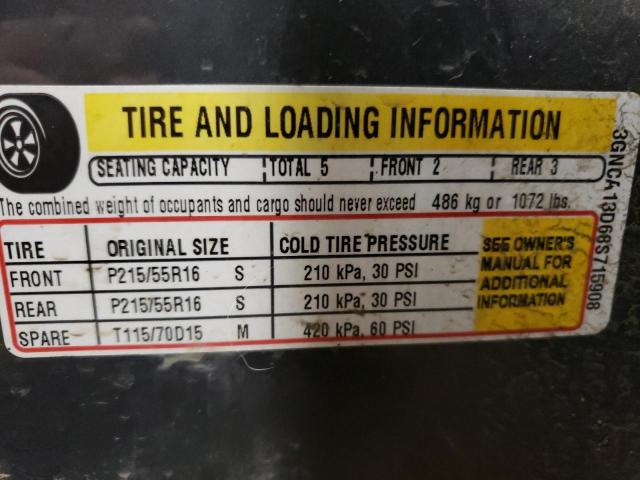 TIRE AND LOADING INFORMATION
SEATING CAPACITY TOTAL 5 FRONT 2 REAR 3
The combined weight of occupants and cargo should never exceed 486 kg or 1072 lbs.
TIRE ORIGINAL SIZE COLD TIRE PRESSURE
FRONT P215/55R16 S 210 kPa, 30 PSI
REAR P215/55R16 S 210 kPa, 30 PSI
SPARE T115/70D15 M 420 kPa, 60 PSI
SEE OWNER'S
MANUAL FOR
ADDITIONAL
INFORMATION